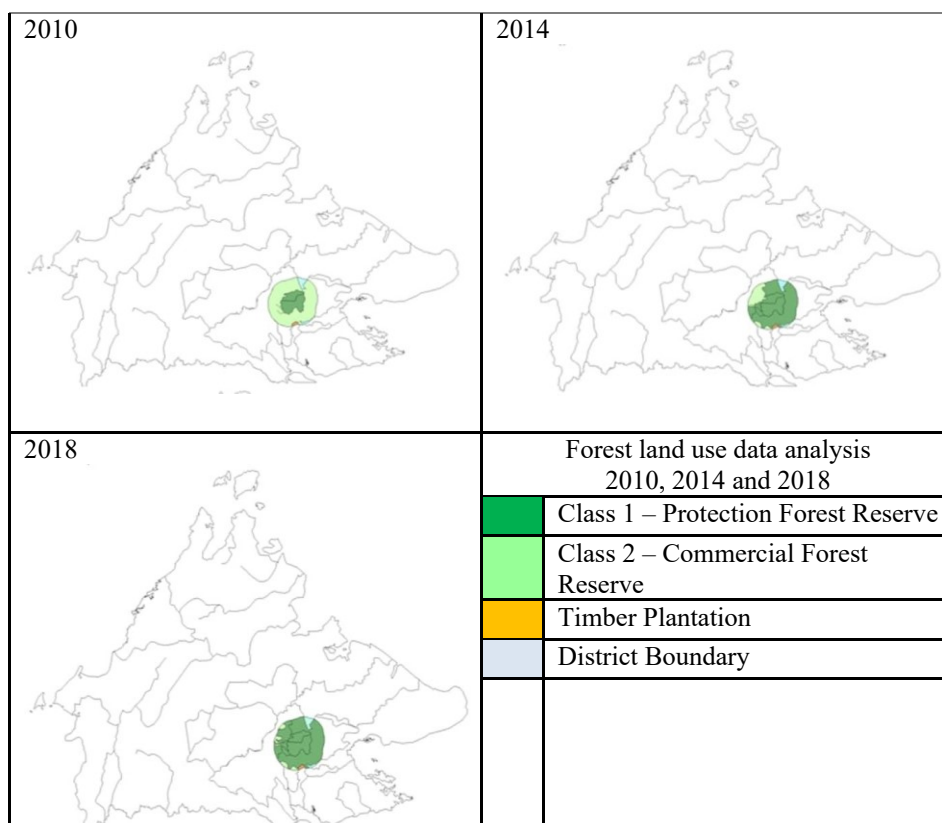 2010
2014
2018
Forest land use data analysis
2010, 2014 and 2018
Class 1 – Protection Forest Reserve
Class 2 – Commercial Forest
Reserve
Timber Plantation
District Boundary